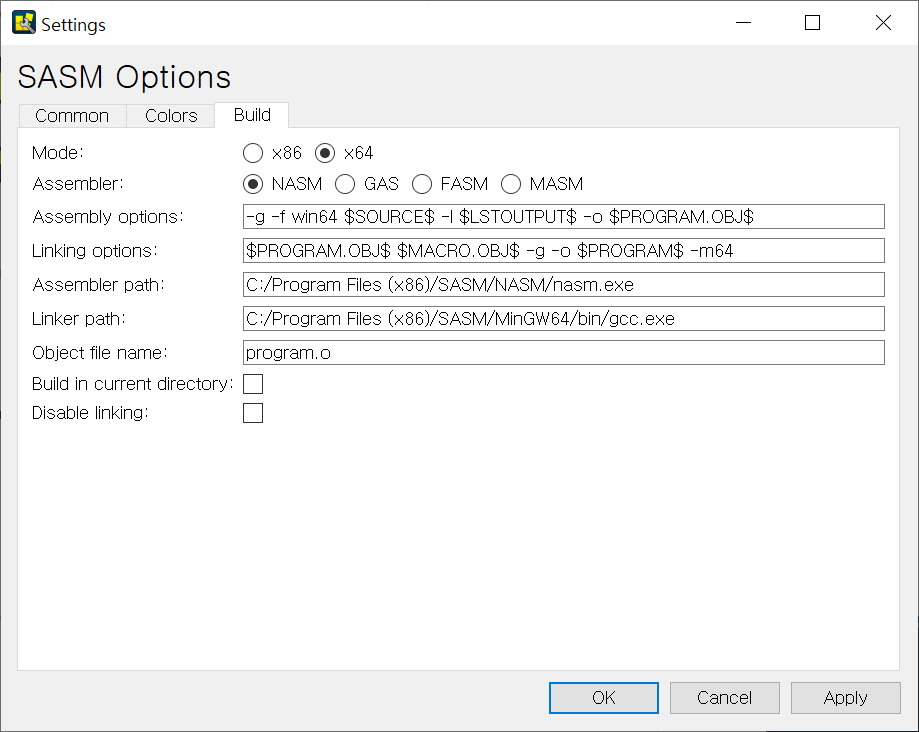 Settings
SASM Options
Common Colors Build
Mode: x86 x64
Assembler: NASM GAS FASM MASM
Assembly options: -g -f win64 $SOURCE$ -l $LSTOUTPUT$ -o $PROGRAM.OBJ$
Linking options: $PROGRAM.OBJ$ $MACRO.OBJ$ -g -o $PROGRAM$ -m64
Assembler path: C:/Program Files (x86)/SASM/NASM/nasm.exe
Linker path: C:/Program Files (x86)/SASM/MinGW64/bin/gcc.exe
Object file name: program.o
Build in current directory:
Disable linking:
OK Cancel Apply